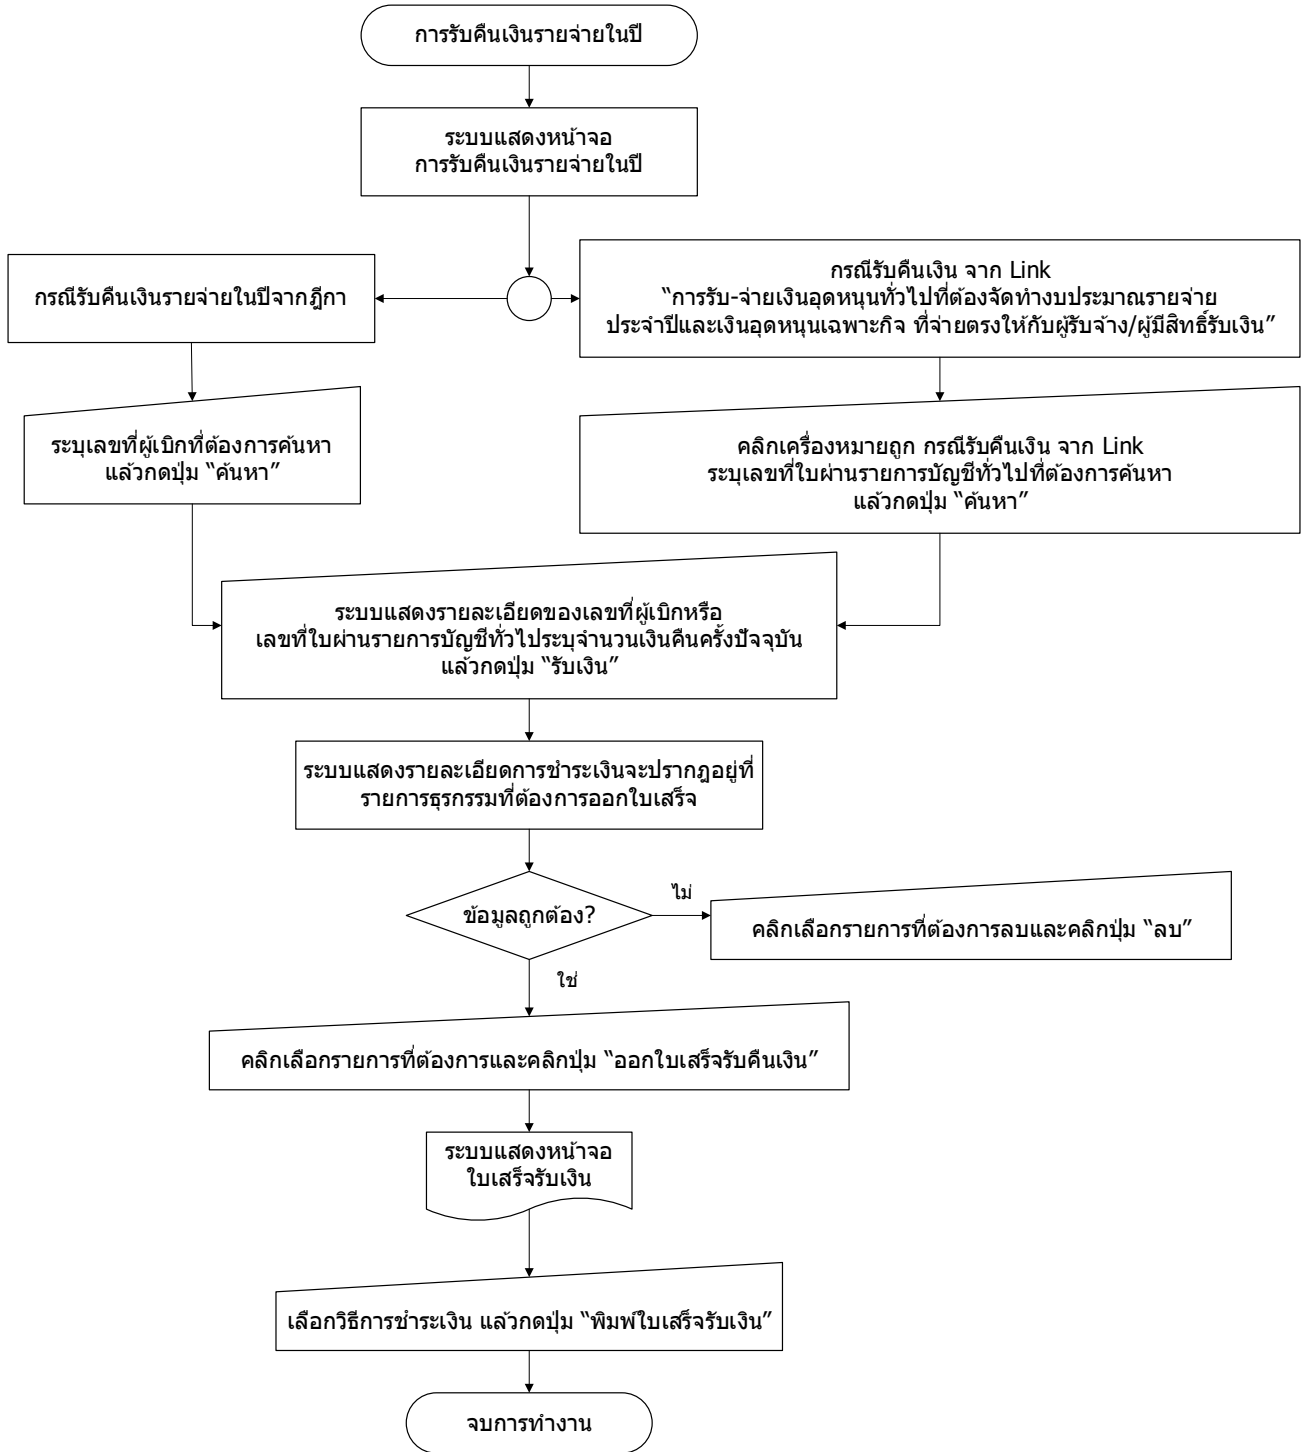 การรับคืนเงินรายจ่ายในปี
ระบบแสดงหน้าจอ
การรับคืนเงินรายจ่ายในปี
กรณีรับคืนเงินรายจ่ายในปีจากฎีกา
กรณีรับคืนเงิน จาก Link
“การรับ-จ่ายเงินอุดหนุนทั่วไปที่ต้องจัดทำงบประมาณรายจ่าย
ประจำปีและเงินอุดหนุนเฉพาะกิจ ที่จ่ายตรงให้กับผู้รับจ้าง/ผู้มีสิทธิ์รับเงิน”
ระบุเลขที่ผู้เบิกที่ต้องการค้นหา
แล้วกดปุ่ม “ค้นหา”
คลิกเครื่องหมายถูก กรณีรับคืนเงิน จาก Link
ระบุเลขที่ใบผ่านรายการบัญชีทั่วไปที่ต้องการค้นหา
แล้วกดปุ่ม “ค้นหา”
ระบบแสดงรายละเอียดของเลขที่ผู้เบิกหรือ
เลขที่ใบผ่านรายการบัญชีทั่วไประบุจำนวนเงินคืนครั้งปัจจุบัน
แล้วกดปุ่ม “รับเงิน”
ระบบแสดงรายละเอียดการชำระเงินจะปรากฎอยู่ที่
รายการธุรกรรมที่ต้องการออกใบเสร็จ
ข้อมูลถูกต้อง?
ไม่
คลิกเลือกรายการที่ต้องการลบและคลิกปุ่ม “ลบ”
ใช่
คลิกเลือกรายการที่ต้องการและคลิกปุ่ม “ออกใบเสร็จรับคืนเงิน”
ระบบแสดงหน้าจอ
ใบเสร็จรับเงิน
เลือกวิธีการชำระเงิน แล้วกดปุ่ม “พิมพ์ใบเสร็จรับเงิน”
จบการทำงาน